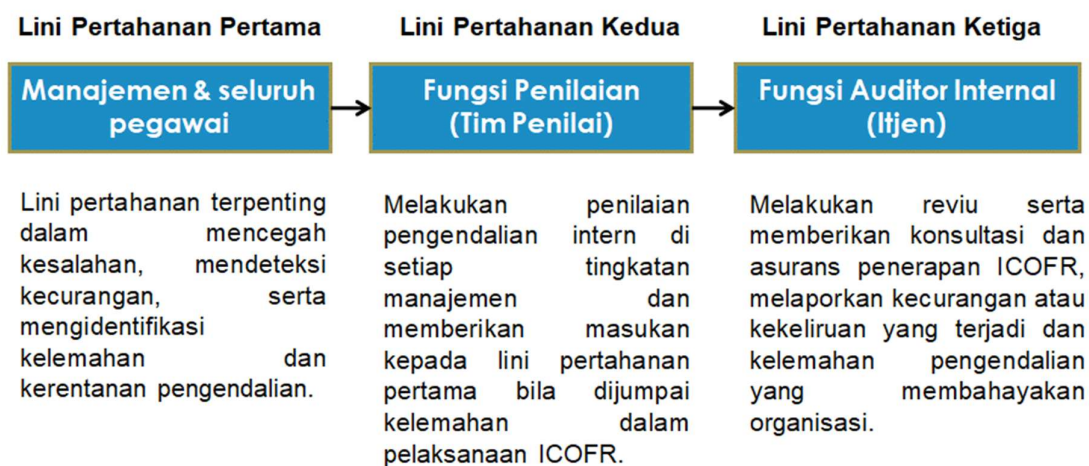 Lini Pertahanan Pertama
Manajemen & seluruh
pegawai
Lini pertahanan terpenting
dalam mencegah
kesalahan, mendeteksi
kecurangan, serta
mengidentifikasi
kelemahan dan
kerentanan pengendalian.
Lini Pertahanan Kedua
Fungsi Penilaian
(Tim Penilai)
Melakukan penilaian
pengendalian intern di
setiap tingkatan
manajemen dan
memberikan masukan
kepada lini pertahanan
pertama bila dijumpai
kelemahan dalam
pelaksanaan ICOFR.
Lini Pertahanan Ketiga
Fungsi Auditor Internal
(Itjen)
Melakukan reviu serta
memberikan konsultasi dan
asurans penerapan ICOFR,
melaporkan kecurangan atau
kekeliruan yang terjadi dan
kelemahan pengendalian
yang membahayakan
organisasi.